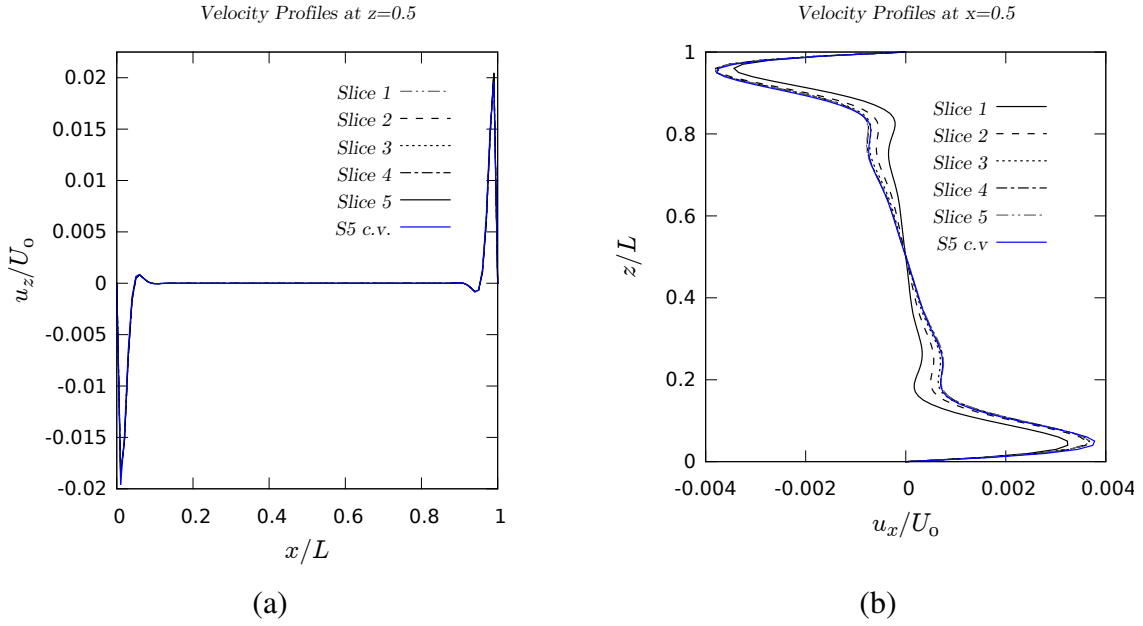 Velocity Profiles at z=0.5
0.02
0.015
0.01
0.005
0
-0.005
-0.01
-0.015
-0.02
u_z/U_o
Slice 1
Slice 2
Slice 3
Slice 4
Slice 5
S5 c.v.
0 0.2 0.4 0.6 0.8 1
x/L
(a)
Velocity Profiles at x=0.5
1
0.8
0.6
0.4
0.2
0
z/L
Slice 1
Slice 2
Slice 3
Slice 4
Slice 5
S5 c.v
-0.004 -0.002 0 0.002 0.004
u_x/U_o
(b)